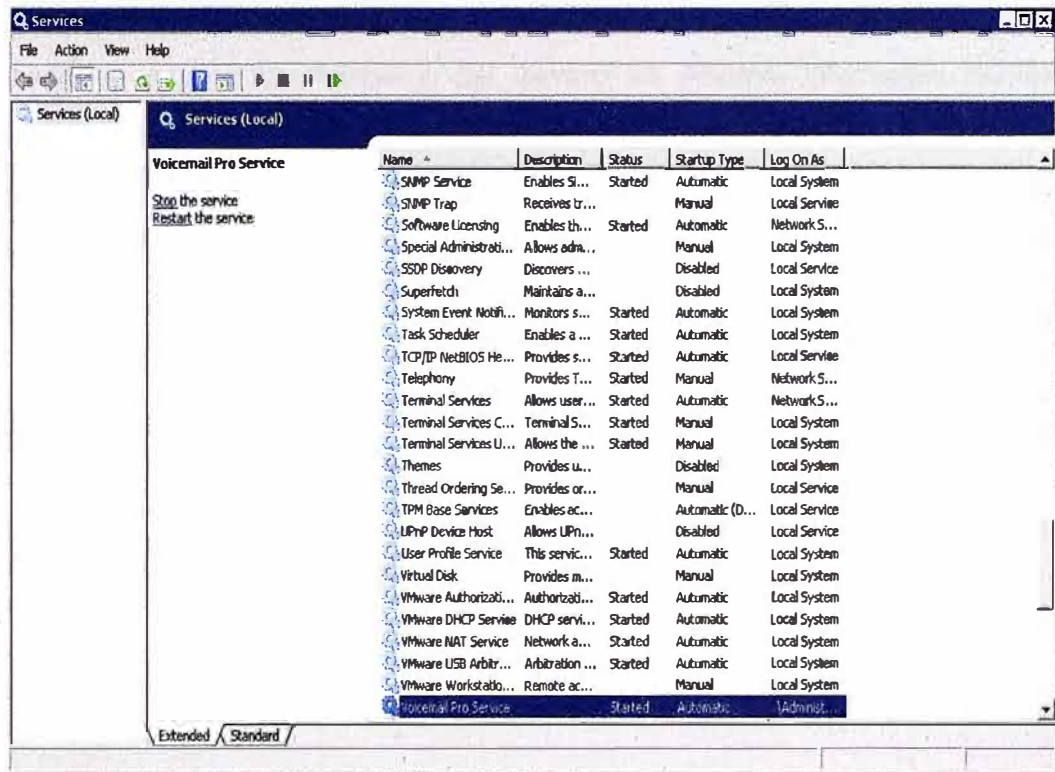 Services
File Action View Help
Services (Local)
Services (Local)
Voicemail Pro Service
Stop the service
Restart the service
Name Description Status Startup Type Log On As
SNMP Service Enables S... Started Automatic Local System
SNMP Trap Receives tr... Manual Local Service
Software Licensing Enables th... Started Automatic Network S...
Special Administrati... Allows adm... Manual Local System
SSDP Discovery Discovers ... Disabled Local Service
Superfetch Maintains a... Disabled Local System
System Event Notifi... Monitors s... Started Automatic Local System
Task Scheduler Enables a ... Started Automatic Local System
TCP/IP NetBIOS He... Provides s... Started Automatic Local Service
Telephony Provides T... Started Manual Network S...
Terminal Services Allows user... Started Automatic Network S...
Terminal Services C... Terminal S... Started Manual Local System
Terminal Services U... Allows the ... Started Manual Local System
Themes Provides u... Disabled Local System
Thread Ordering Se... Provides or... Manual Local Service
TPM Base Services Enables ac... Automatic (D... Local Service
UPnP Device Host Allows UPn... Disabled Local Service
User Profile Service This servic... Started Automatic Local System
Virtual Disk Provides m... Manual Local System
VMware Authorizati... Authorizati... Started Automatic Local System
VMware DHCP Service DHCP servi... Started Automatic Local System
VMware NAT Service Network a... Started Automatic Local System
VMware USB Arbitr... Arbitration ... Started Automatic Local System
VMware Workstatio... Remote ac... Manual Local System
Voicemail Pro Service Started Automatic .\Administ...
Extended Standard